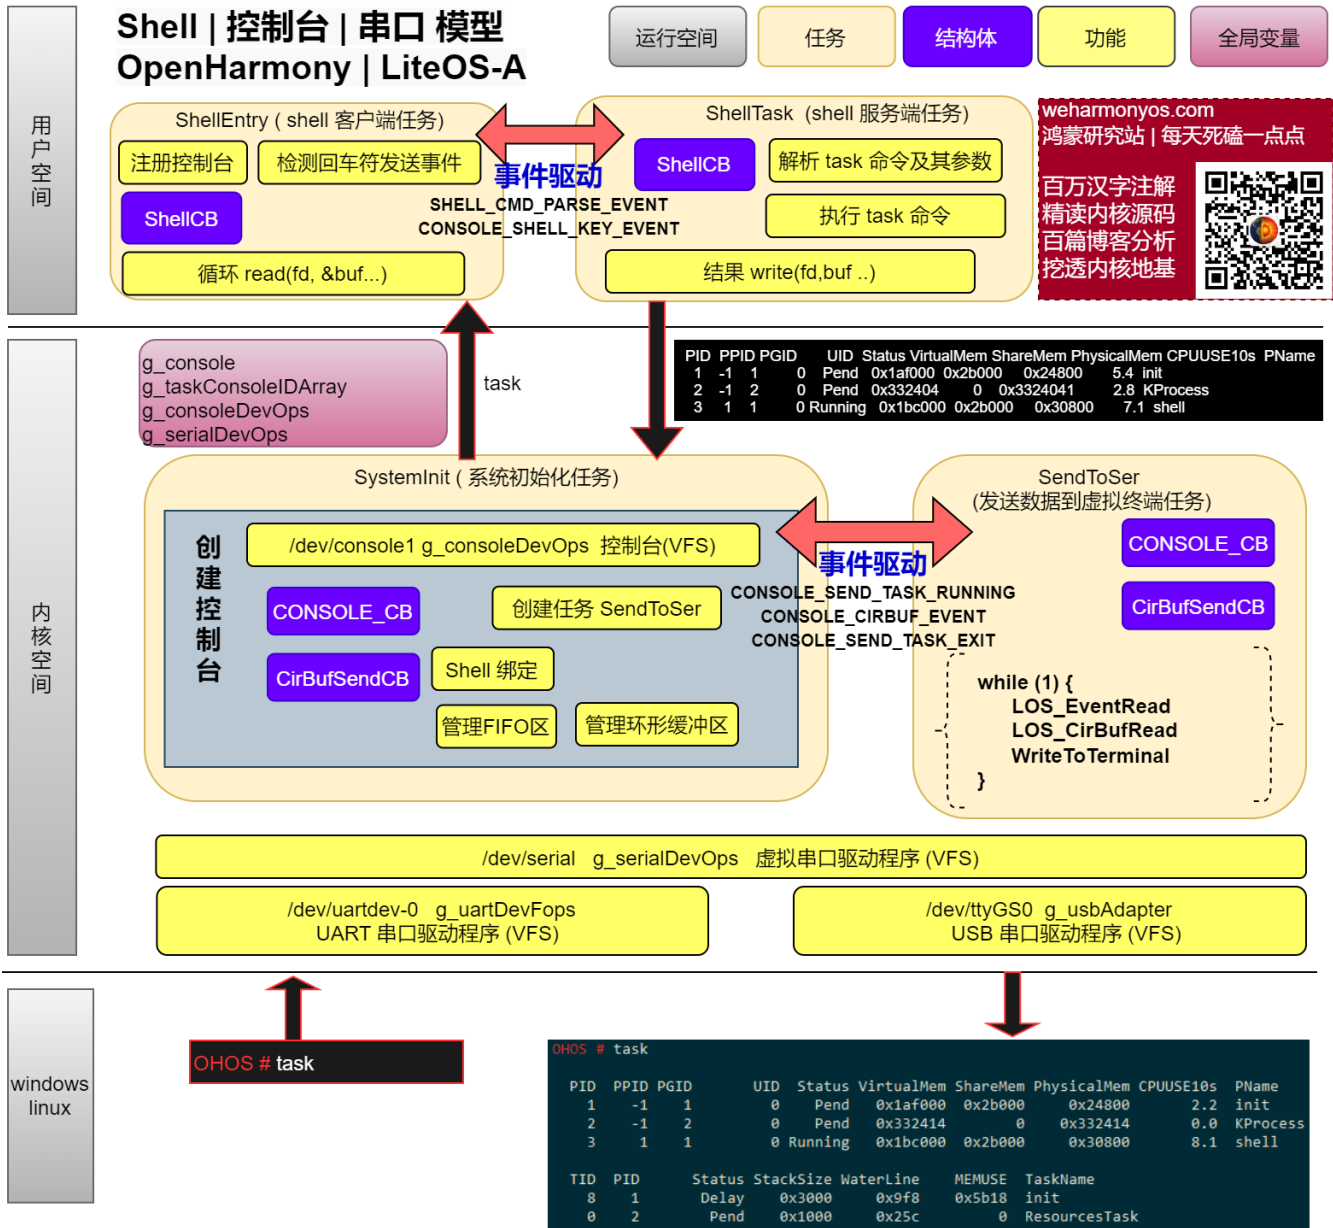 Shell | 控制台 | 串口 模型
OpenHarmony | LiteOS-A
运行空间
任务
结构体
功能
全局变量
用户空间
ShellEntry ( shell 客户端任务)
注册控制台
检测回车符发送事件
ShellCB
循环 read(fd, &buf...)
事件驱动
SHELL_CMD_PARSE_EVENT
CONSOLE_SHELL_KEY_EVENT
ShellTask (shell 服务端任务)
ShellCB
解析 task 命令及其参数
执行 task 命令
结果 write(fd,buf ..)
weharmonyos.com
鸿蒙研究站 | 每天死磕一点点
百万汉字注解
精读内核源码
百篇博客分析
挖透内核地基
内核空间
g_console
g_taskConsoleIDArray
g_consoleDevOps
g_serialDevOps
task
PID PPID PGID UID Status VirtualMem ShareMem PhysicalMem CPUUSE10s PName
1 -1 1 0 Pend 0x1af000 0x2b000 0x24800 5.4 init
2 -1 2 0 Pend 0x332404 0 0x3324041 2.8 KProcess
3 1 1 0 Running 0x1bc000 0x2b000 0x30800 7.1 shell
SystemInit ( 系统初始化任务)
创建控制台
/dev/console1 g_consoleDevOps 控制台(VFS)
CONSOLE_CB
创建任务 SendToSer
CirBufSendCB
Shell 绑定
管理FIFO区
管理环形缓冲区
事件驱动
CONSOLE_SEND_TASK_RUNNING
CONSOLE_CIRBUF_EVENT
CONSOLE_SEND_TASK_EXIT
SendToSer
(发送数据到虚拟终端任务)
CONSOLE_CB
CirBufSendCB
while (1) {
LOS_EventRead
LOS_CirBufRead
WriteToTerminal
}
/dev/serial g_serialDevOps 虚拟串口驱动程序 (VFS)
/dev/uartdev-0 g_uartDevFops
UART 串口驱动程序 (VFS)
/dev/ttyGS0 g_usbAdapter
USB 串口驱动程序 (VFS)
windows
linux
OHOS # task
OHOS # task
PID PPID PGID UID Status VirtualMem ShareMem PhysicalMem CPUUSE10s PName
1 -1 1 0 Pend 0x1af000 0x2b000 0x24800 2.2 init
2 -1 2 0 Pend 0x332414 0 0x332414 0.0 KProcess
3 1 1 0 Running 0x1bc000 0x2b000 0x30800 8.1 shell
TID PID Status StackSize WaterLine MEMUSE TaskName
8 1 Delay 0x3000 0x9f8 0x5b18 init
0 2 Pend 0x1000 0x25c 0 ResourcesTask